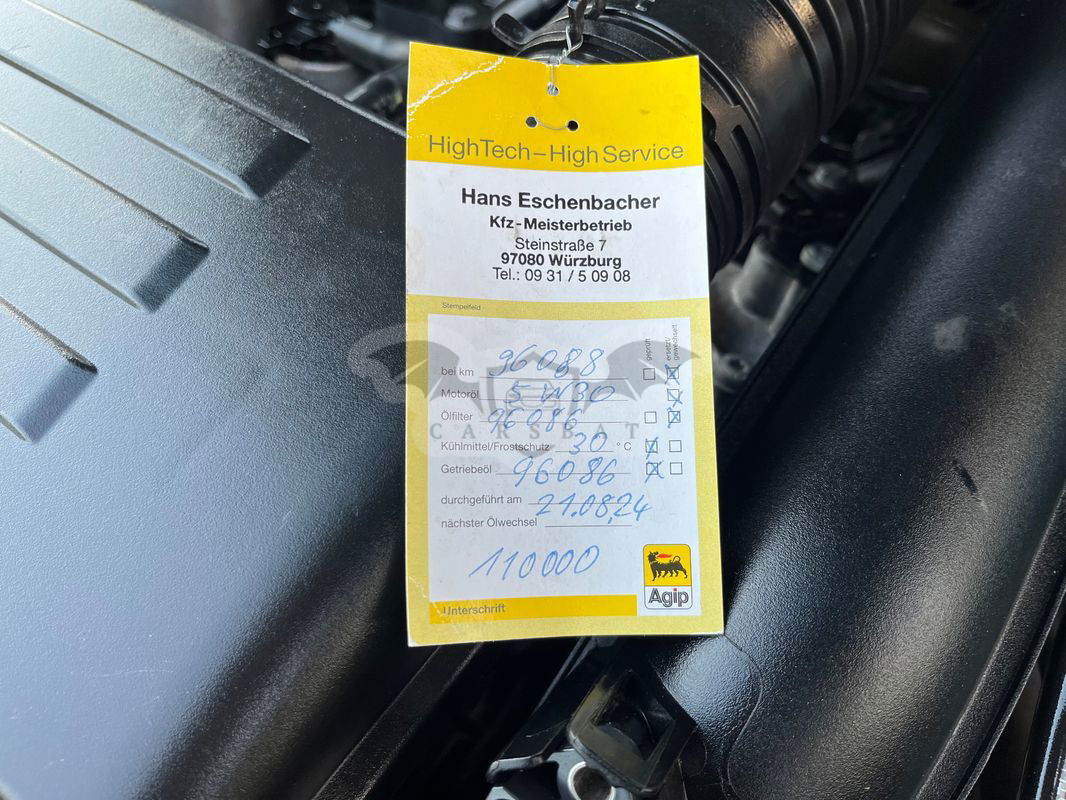 HighTech–High Service
Hans Eschenbacher
Kfz-Meisterbetrieb
Steinstraße 7
97080 Würzburg
Tel.: 09 31 / 5 09 08
Stempelfeld
geprüft ersetzt/gewechselt
bei km 96088
Motoröl 5W30
Ölfilter 96086
CARSBAT
Kühlmittel/Frostschutz 30 °C
Getriebeöl 96086
durchgeführt am 21.08.24
nächster Ölwechsel
110000
Agip
Unterschrift